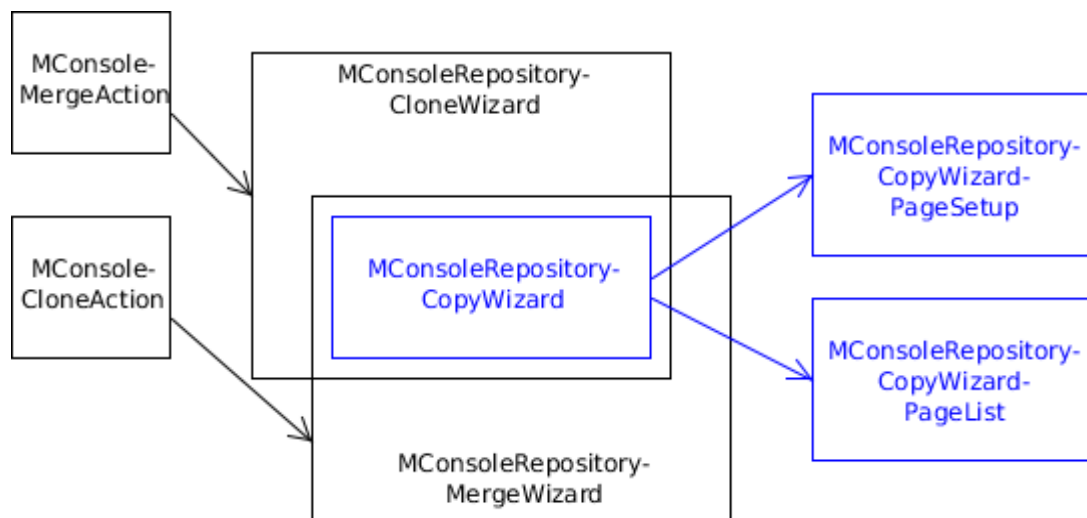 MConsole-
MergeAction
MConsoleRepository-
CloneWizard
MConsoleRepository-
CopyWizard-
PageSetup
MConsole-
CloneAction
MConsoleRepository-
CopyWizard
MConsoleRepository-
CopyWizard-
PageList
MConsoleRepository-
MergeWizard